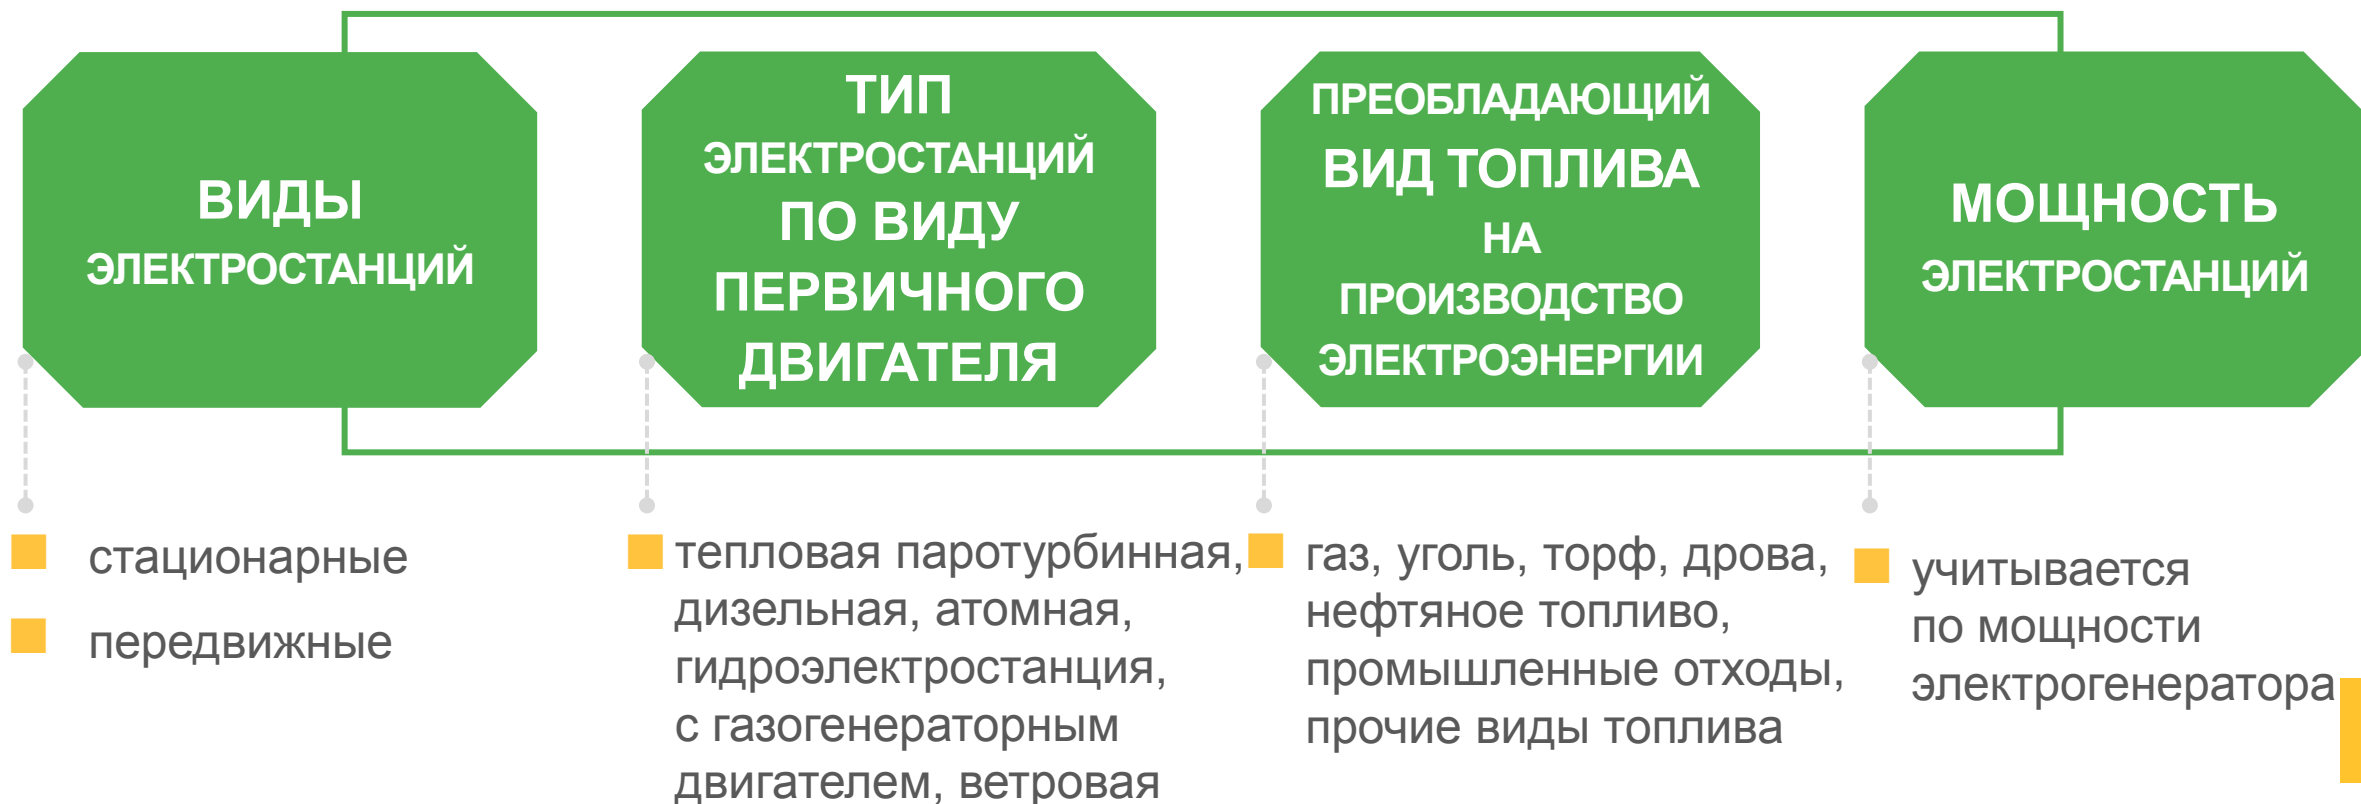 ВИДЫ
ЭЛЕКТРОСТАНЦИЙ
ТИП
ЭЛЕКТРОСТАНЦИЙ
ПО ВИДУ
ПЕРВИЧНОГО
ДВИГАТЕЛЯ
ПРЕОБЛАДАЮЩИЙ
ВИД ТОПЛИВА
НА
ПРОИЗВОДСТВО
ЭЛЕКТРОЭНЕРГИИ
МОЩНОСТЬ
ЭЛЕКТРОСТАНЦИЙ
стационарные
передвижные
тепловая паротурбинная,
дизельная, атомная,
гидроэлектростанция,
с газогенераторным
двигателем, ветровая
газ, уголь, торф, дрова,
нефтяное топливо,
промышленные отходы,
прочие виды топлива
учитывается
по мощности
электрогенератора